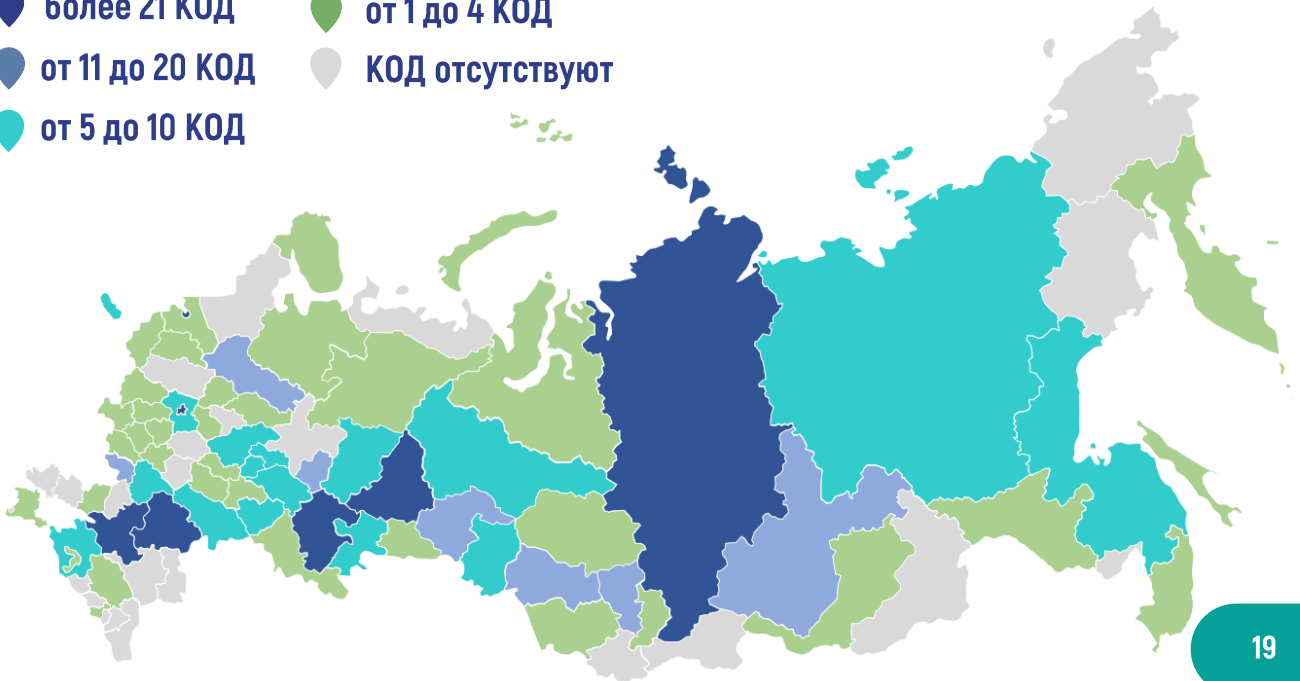 более 21 КОД
от 11 до 20 КОД
от 5 до 10 КОД
от 1 до 4 КОД
КОД отсутствуют
19